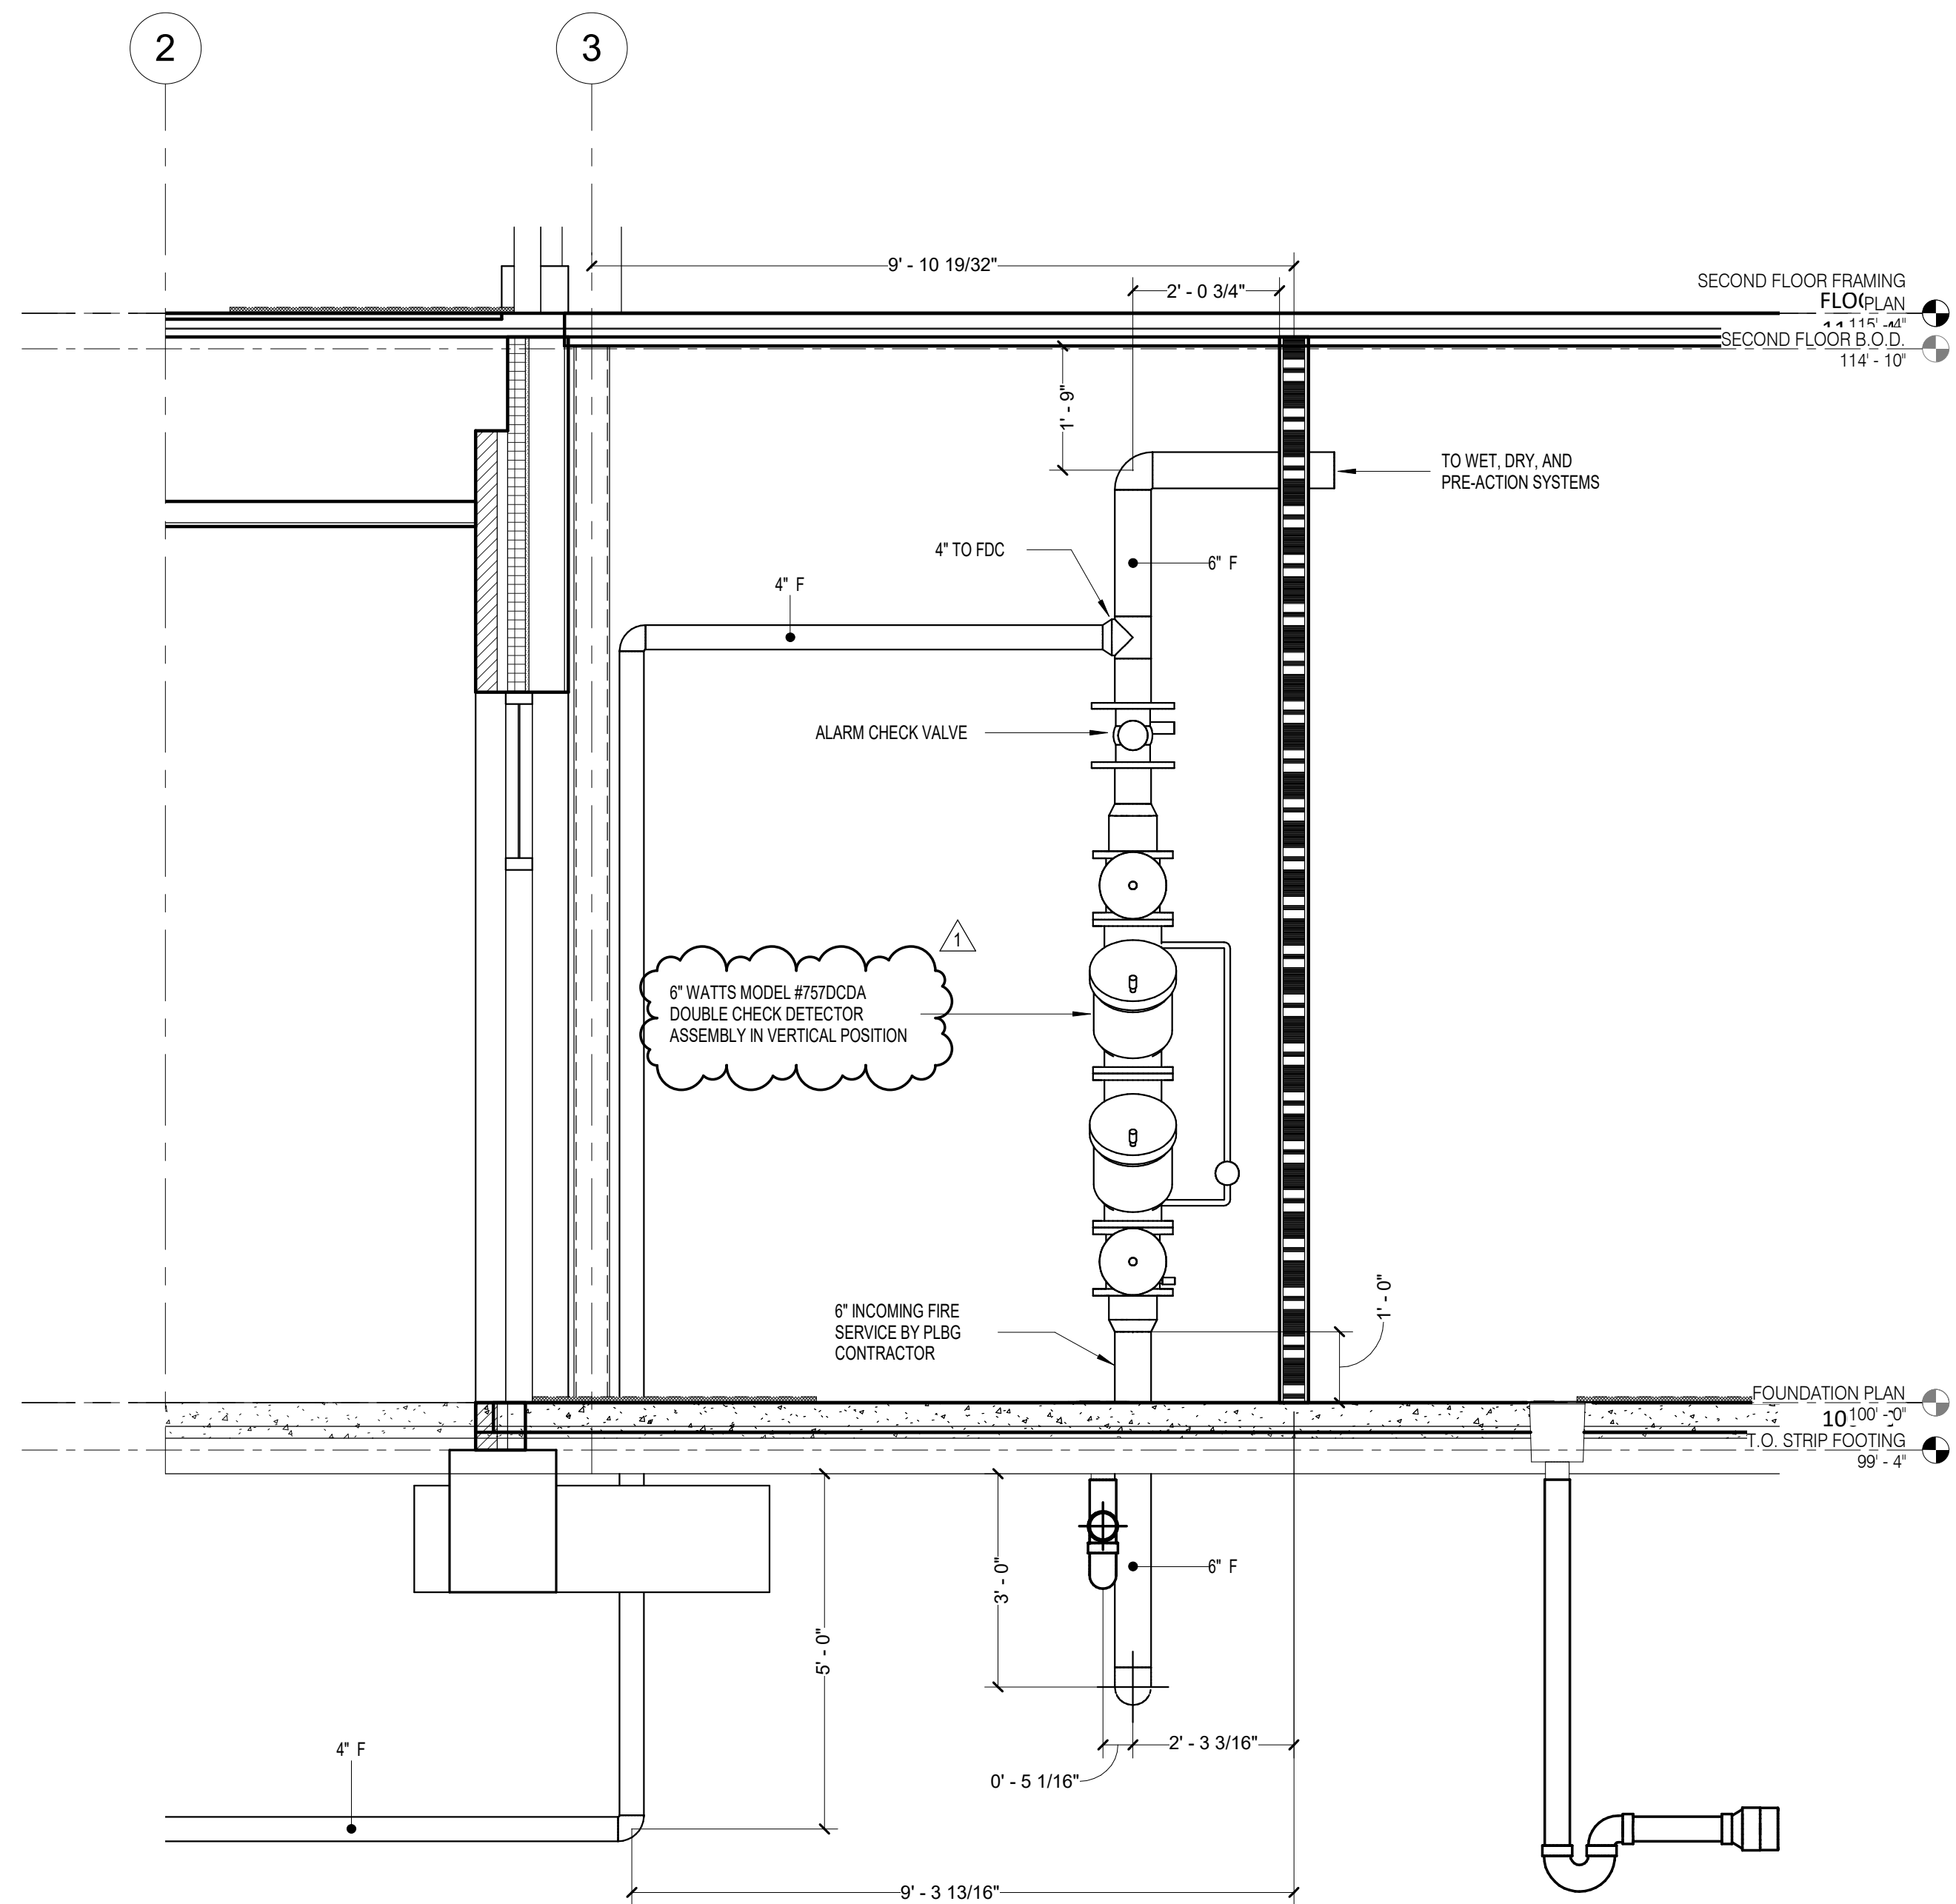 2
3
9' - 10 19/32"
2' - 0 3/4"
SECOND FLOOR FRAMING
PLAN
115' - 4"
SECOND FLOOR B.O.D.
114' - 10"
1' - 9"
TO WET, DRY, AND
PRE-ACTION SYSTEMS
4" TO FDC
6" F
4" F
ALARM CHECK VALVE
1
6" WATTS MODEL #757DCDA
DOUBLE CHECK DETECTOR
ASSEMBLY IN VERTICAL POSITION
1' - 0"
6" INCOMING FIRE
SERVICE BY PLBG
CONTRACTOR
FOUNDATION PLAN
100' - 0"
T.O. STRIP FOOTING
99' - 4"
3' - 0"
6" F
5' - 0"
2' - 3 3/16"
0' - 5 1/16"
4" F
9' - 3 13/16"